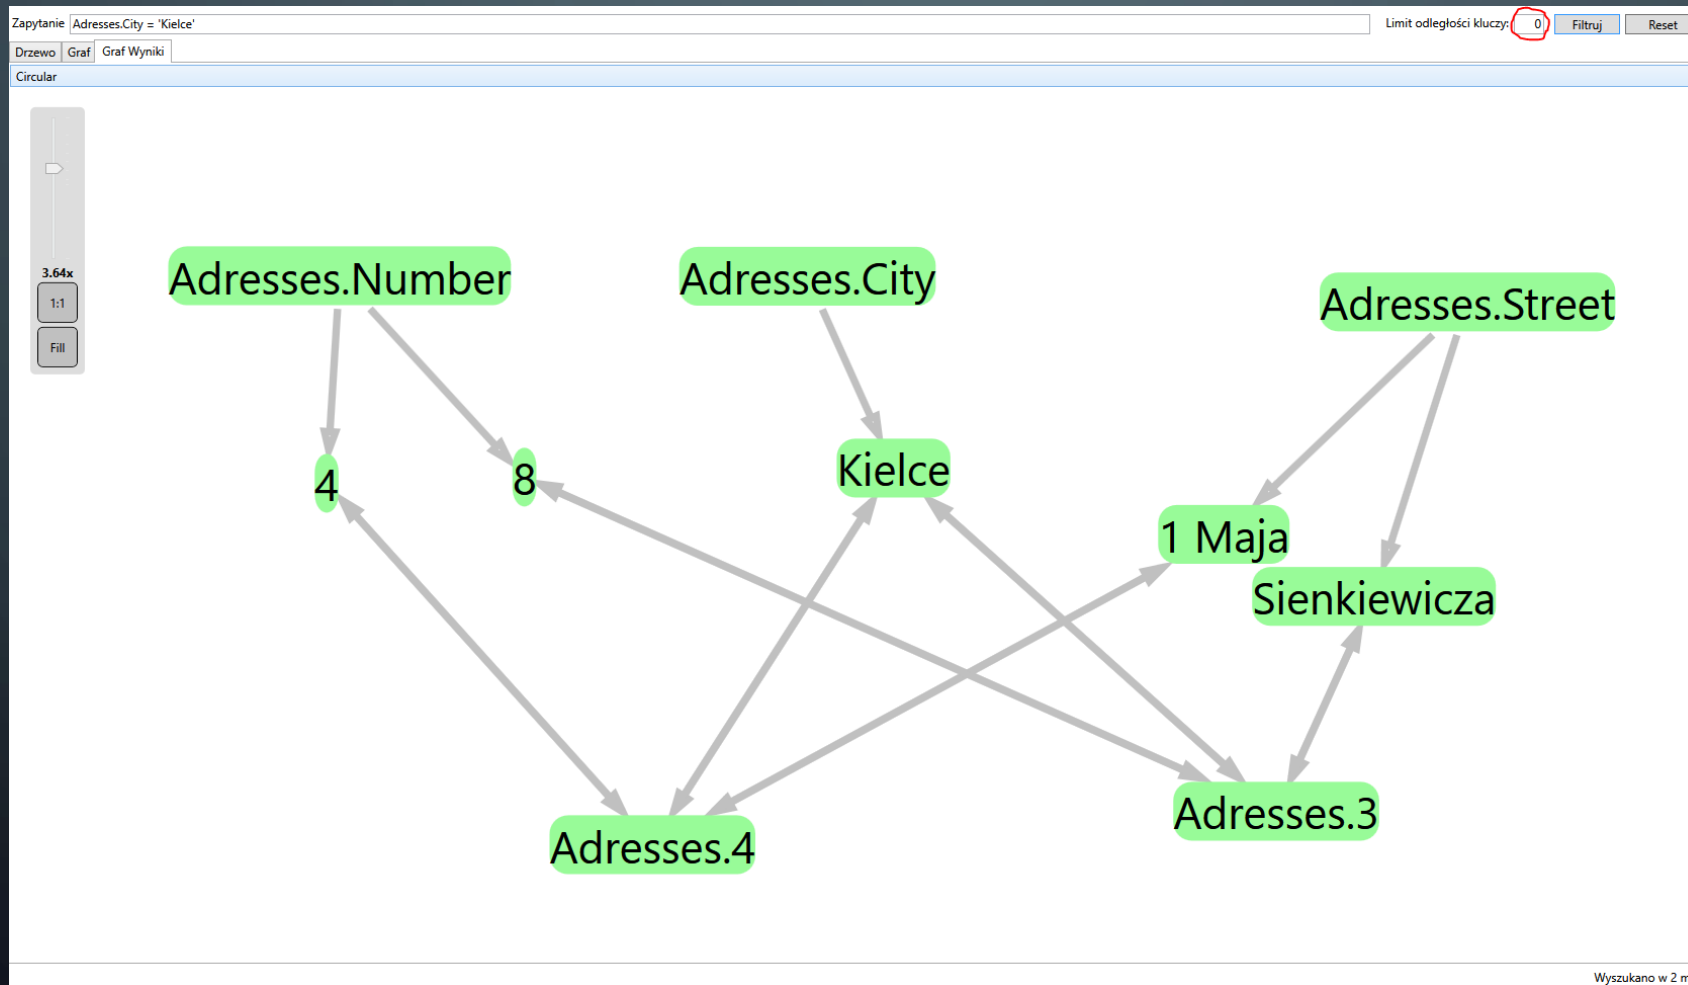 Zapytanie Adresses.City = 'Kielce' Limit odległości kluczy: 0 Filtruj Reset
Drzewo Graf Graf Wyniki
Circular
3.64x
1:1
Fill
Adresses.Number
Adresses.City
Adresses.Street
4
8
Kielce
1 Maja
Sienkiewicza
Adresses.4
Adresses.3
Wyszukano w 2 m